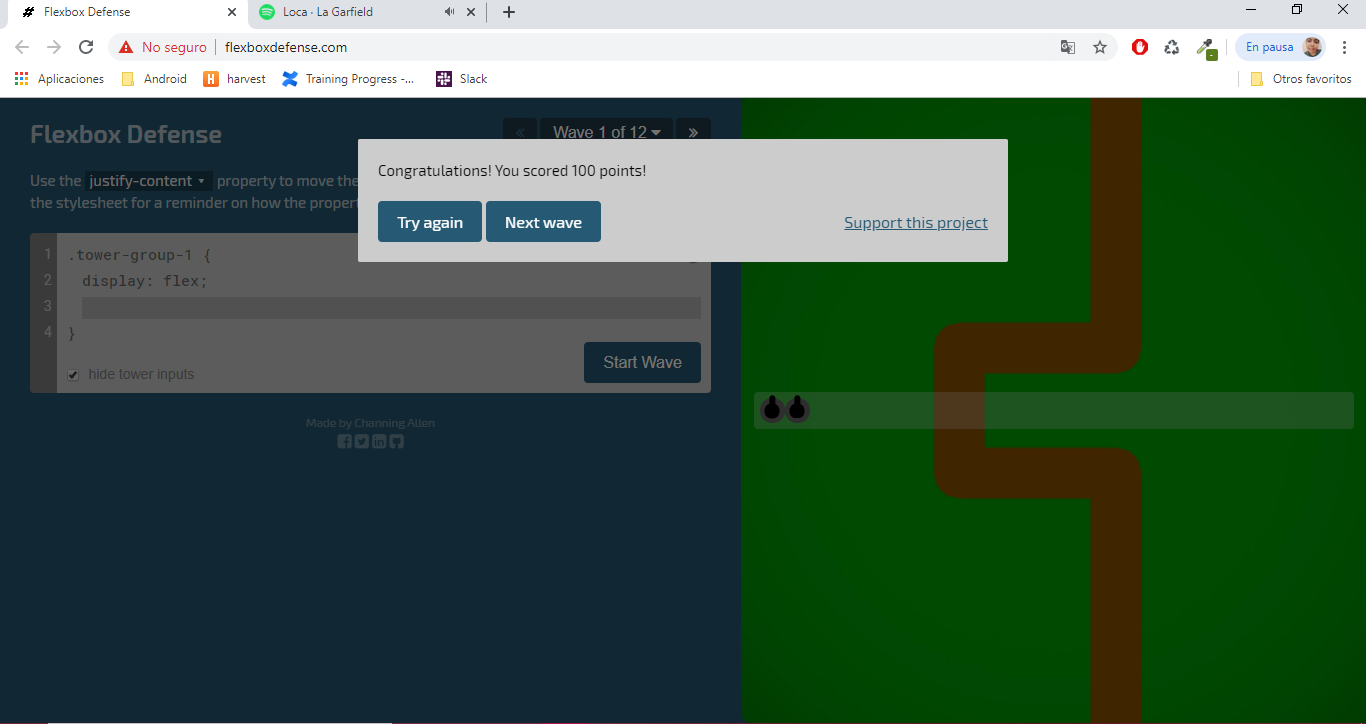 Flexbox Defense
Loca · La Garfield
No seguro
flexboxdefense.com
En pausa
Aplicaciones
Android
harvest
Training Progress -...
Slack
Otros favoritos
Flexbox Defense
« Wave 1 of 12 »
Congratulations! You scored 100 points!
Try again Next wave Support this project
Use the justify-content property to move the
the stylesheet for a reminder on how the
1 .tower-group-1 {
2 display: flex;
3
4 }
hide tower inputs
Start Wave
Made by Channing Allen